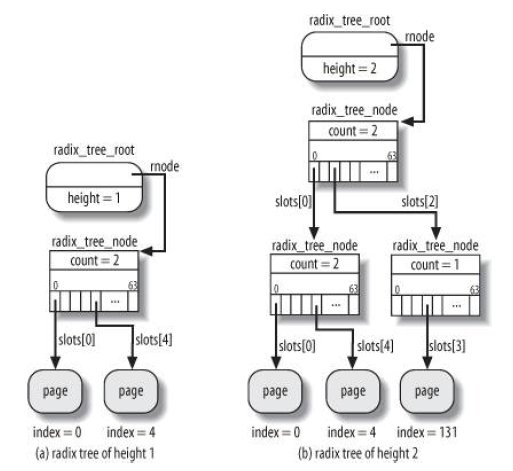 radix_tree_root
rnode
height = 1
radix_tree_node
count = 2
0 63
...
slots[0] slots[4]
page page
index = 0 index = 4
(a) radix tree of height 1
radix_tree_root
rnode
height = 2
radix_tree_node
count = 2
0 63
...
slots[0] slots[2]
radix_tree_node radix_tree_node
count = 2 count = 1
0 63 0 63
... ...
slots[0] slots[4] slots[3]
page page page
index = 0 index = 4 index = 131
(b) radix tree of height 2